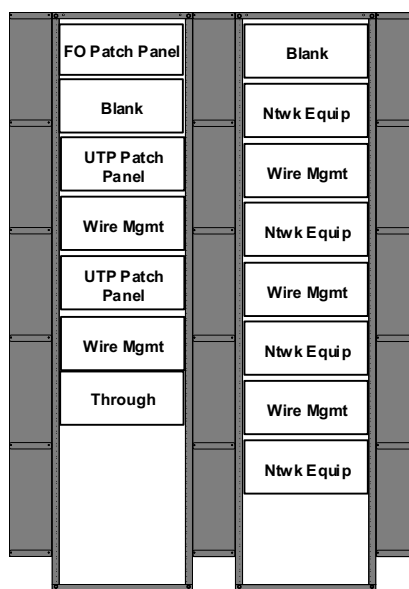 FO Patch Panel
Blank
UTP Patch
Panel
Wire Mgmt
UTP Patch
Panel
Wire Mgmt
Through
Blank
Ntwk Equip
Wire Mgmt
Ntwk Equip
Wire Mgmt
Ntwk Equip
Wire Mgmt
Ntwk Equip